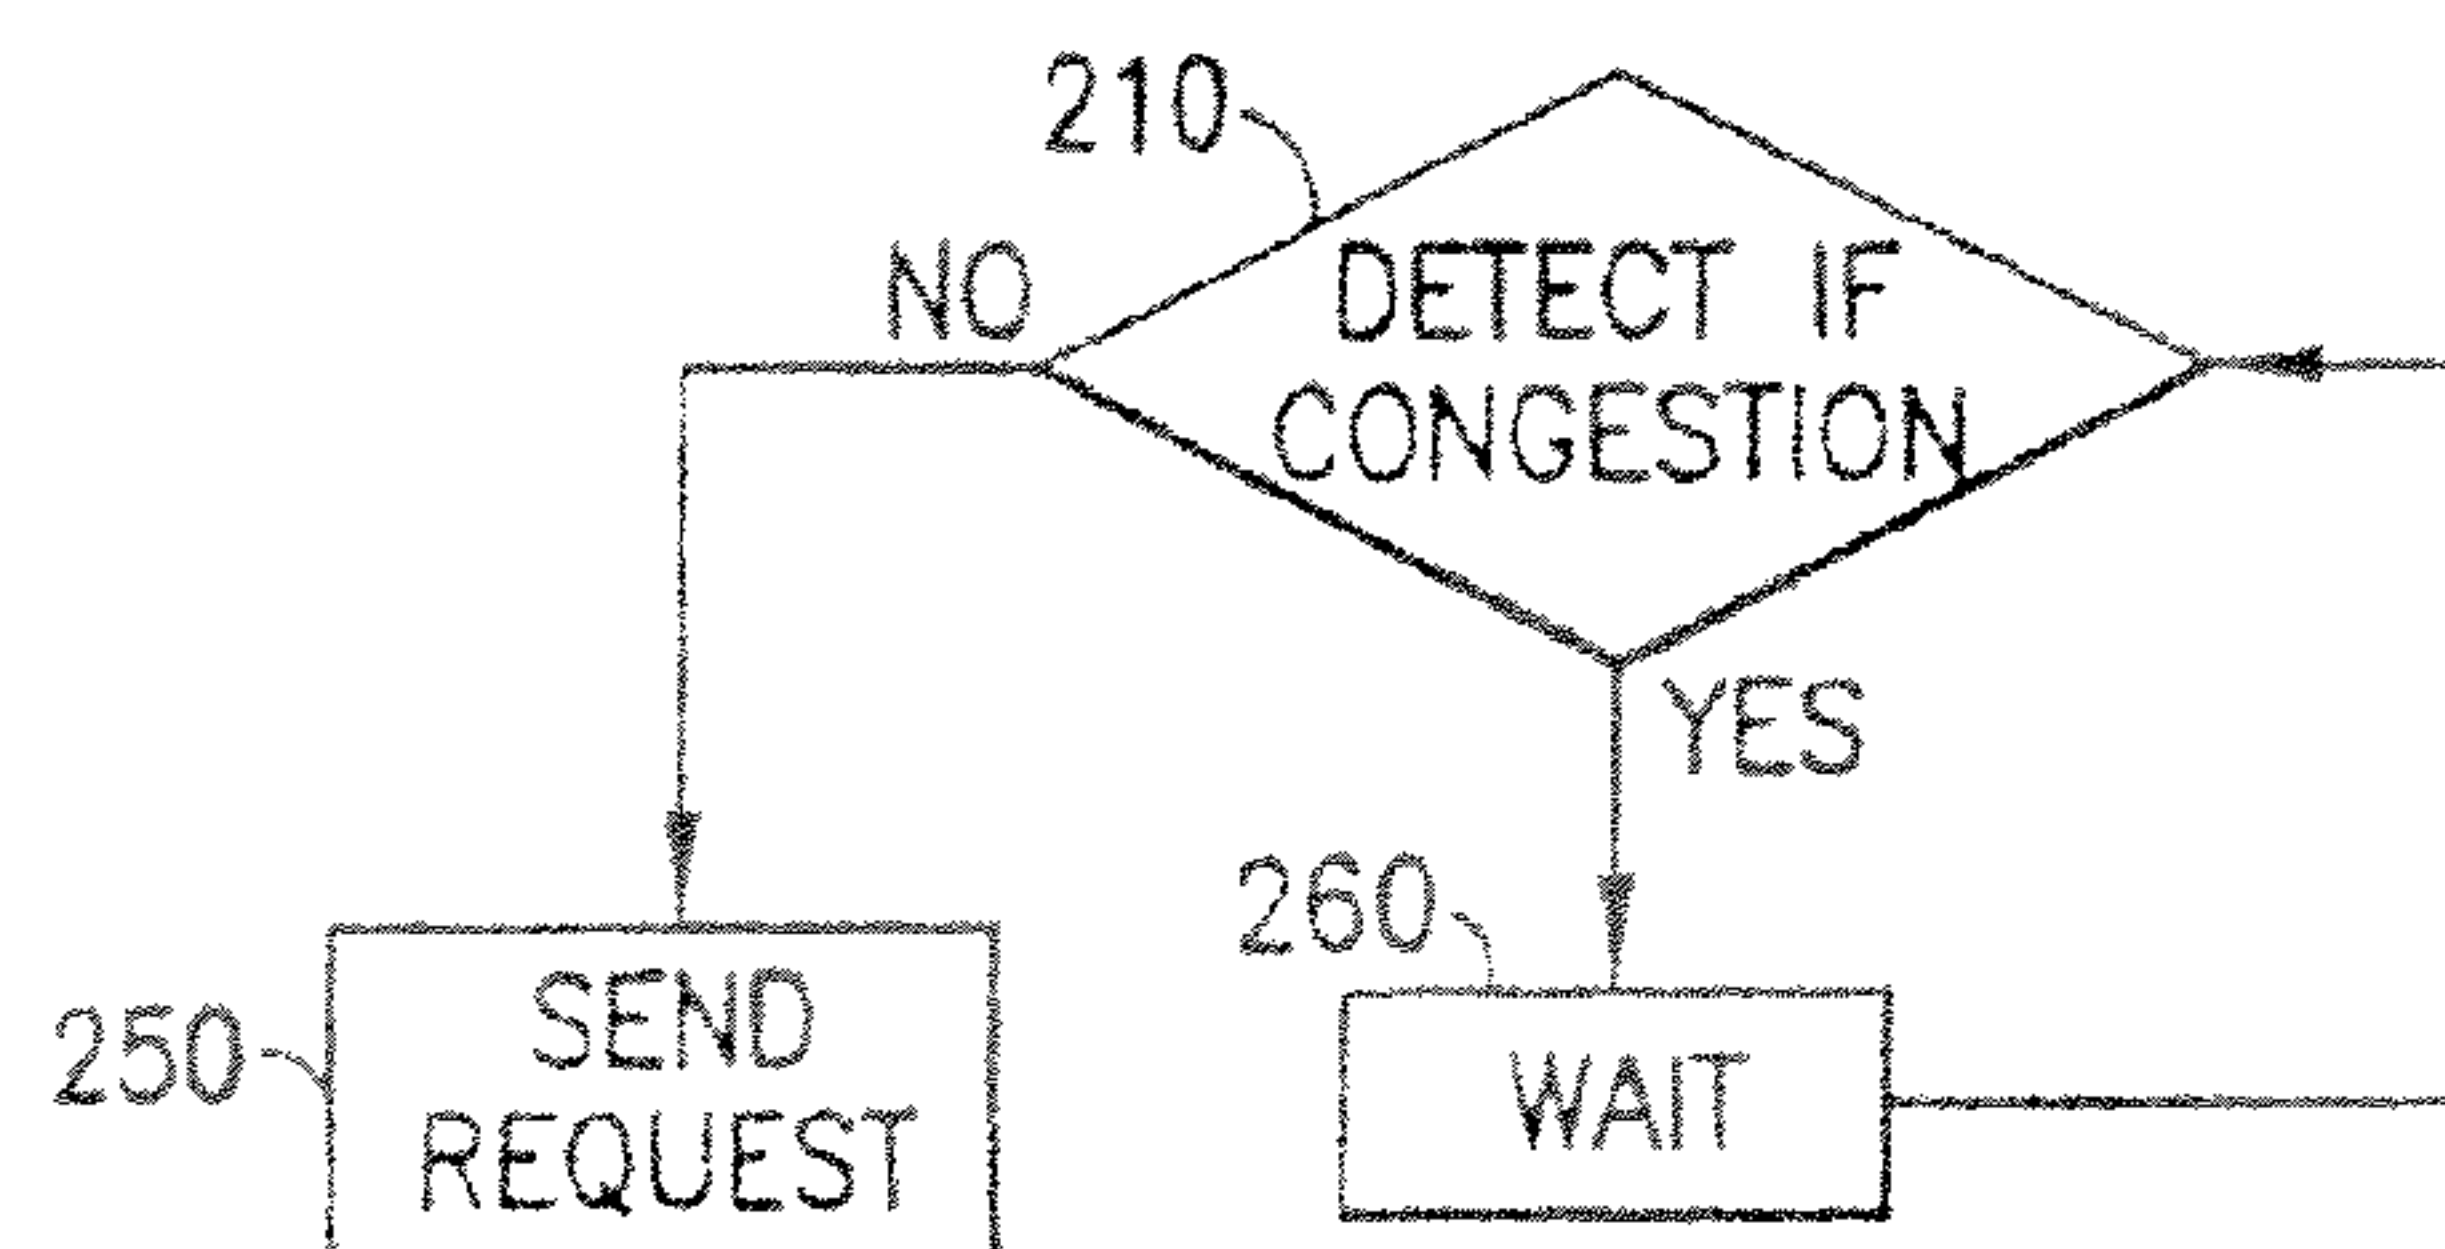 210
NO
DETECT IF
CONGESTION
YES
260
250
SEND
REQUEST
WAIT